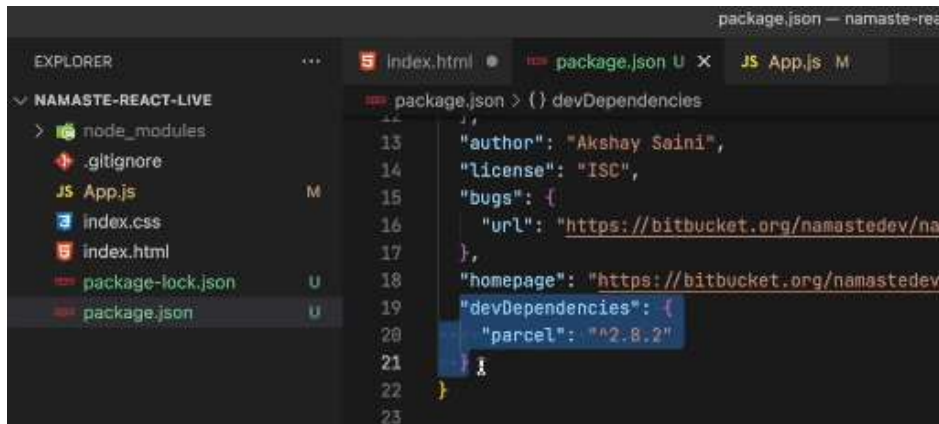 package.json — namaste-rea
EXPLORER
index.html
package.json U
JS App.js M
NAMASTE-REACT-LIVE
package.json > {} devDependencies
node_modules
.gitignore
JS App.js M
index.css
index.html
package-lock.json U
package.json U
12 ],
13 "author": "Akshay Saini",
14 "license": "ISC",
15 "bugs": {
16 "url": "https://bitbucket.org/namastedev/na
17 },
18 "homepage": "https://bitbucket.org/namastedev
19 "devDependencies": {
20 "parcel": "^2.8.2"
21 }
22 }
23